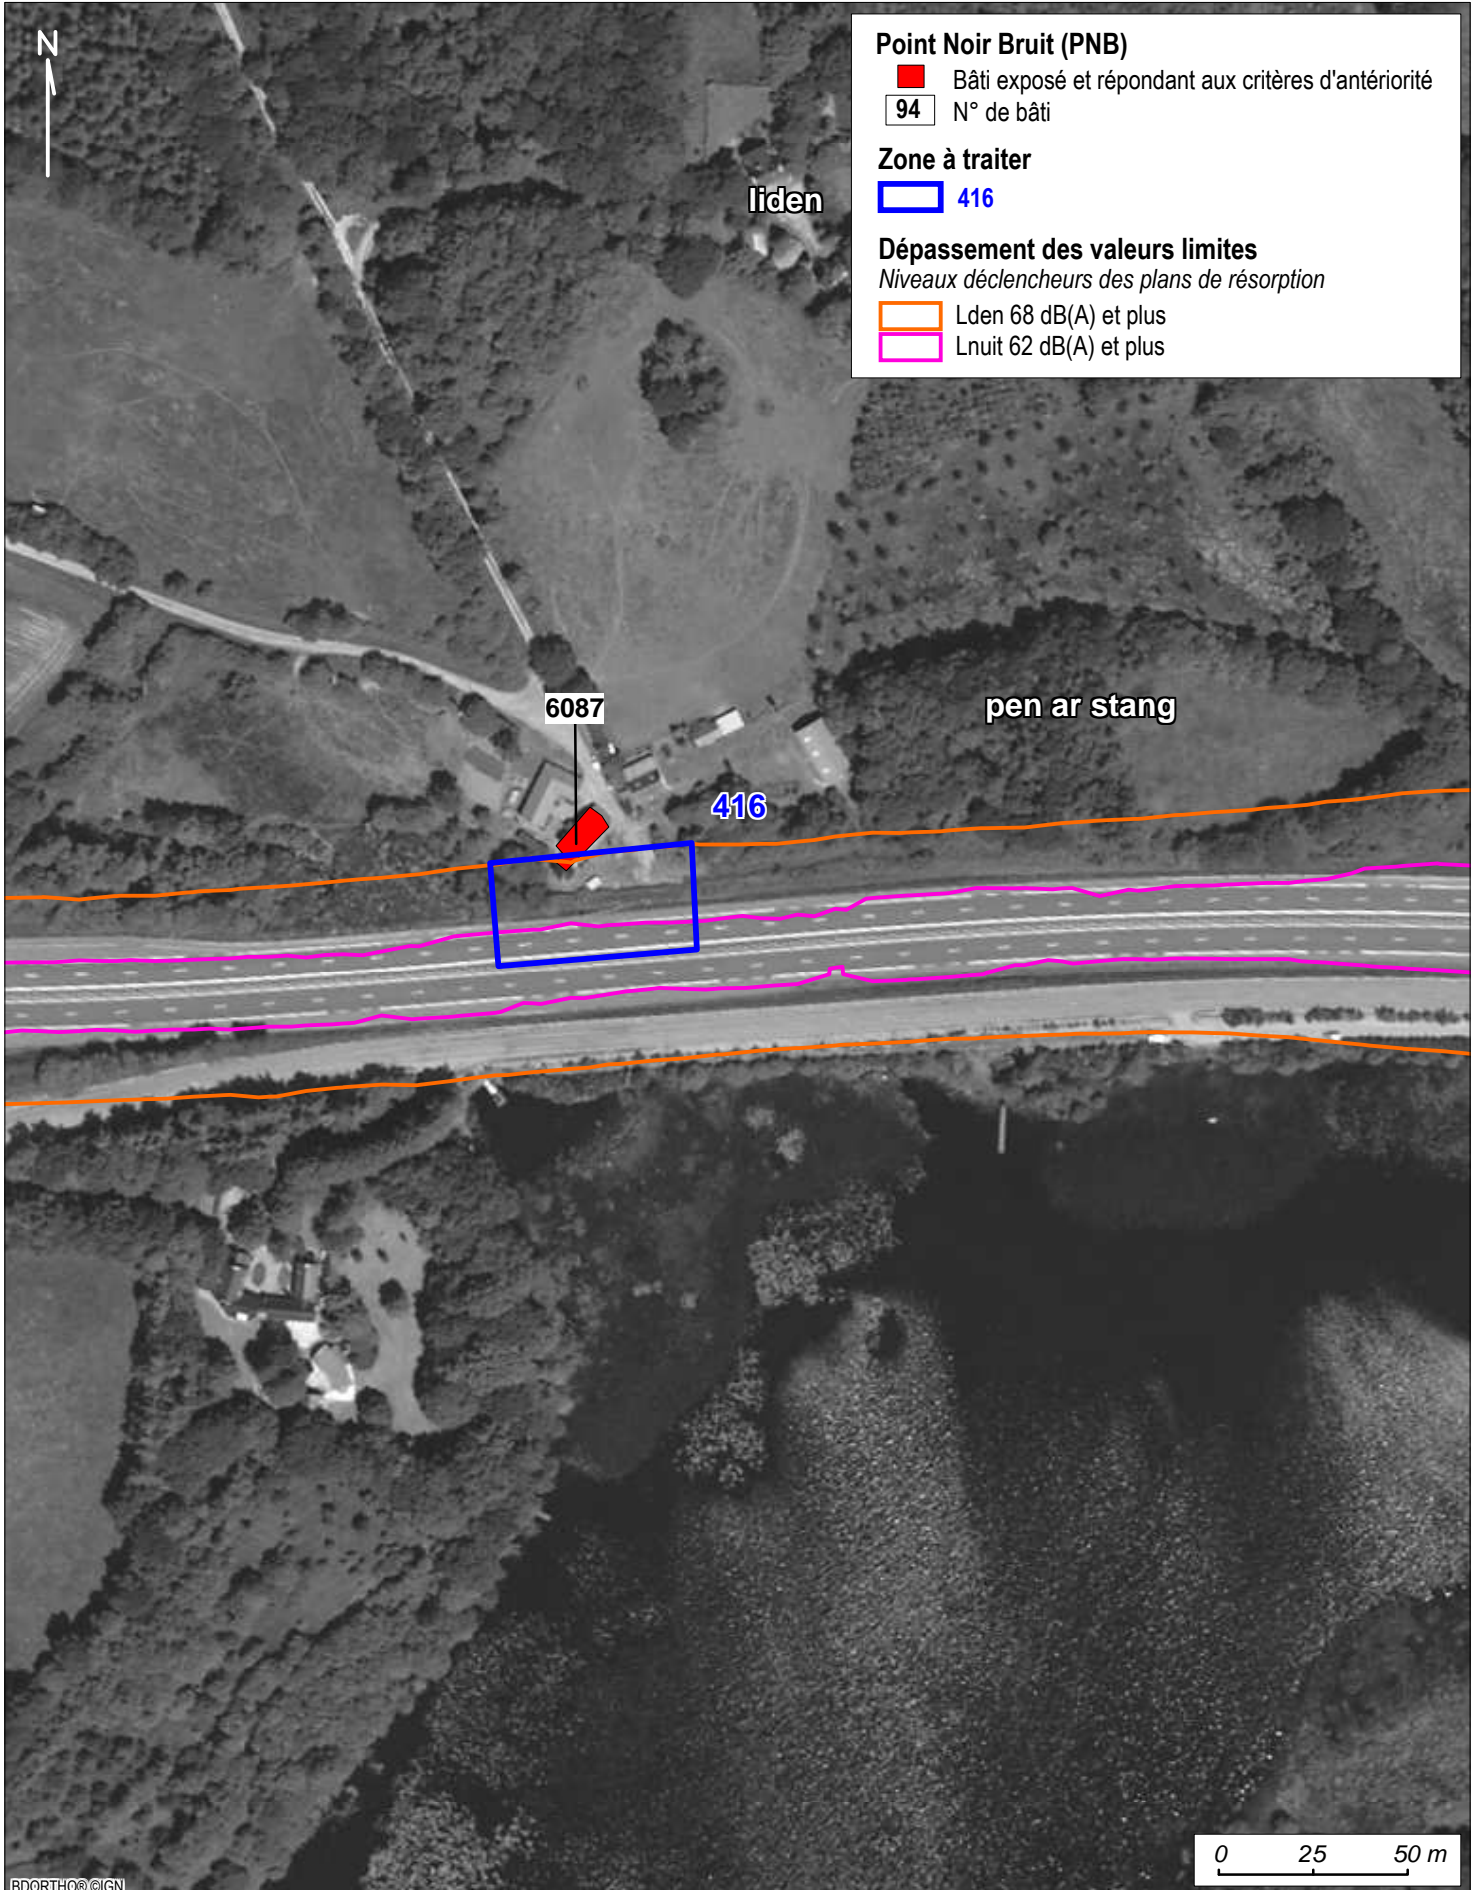 N
Point Noir Bruit (PNB)
Bâti exposé et répondant aux critères d'antériorité
94 N° de bâti
Zone à traiter
416
Dépassement des valeurs limites
Niveaux déclencheurs des plans de résorption
Lden 68 dB(A) et plus
Lnuit 62 dB(A) et plus
liden
6087
pen ar stang
416
0 25 50 m
BDORTHO® ©IGN